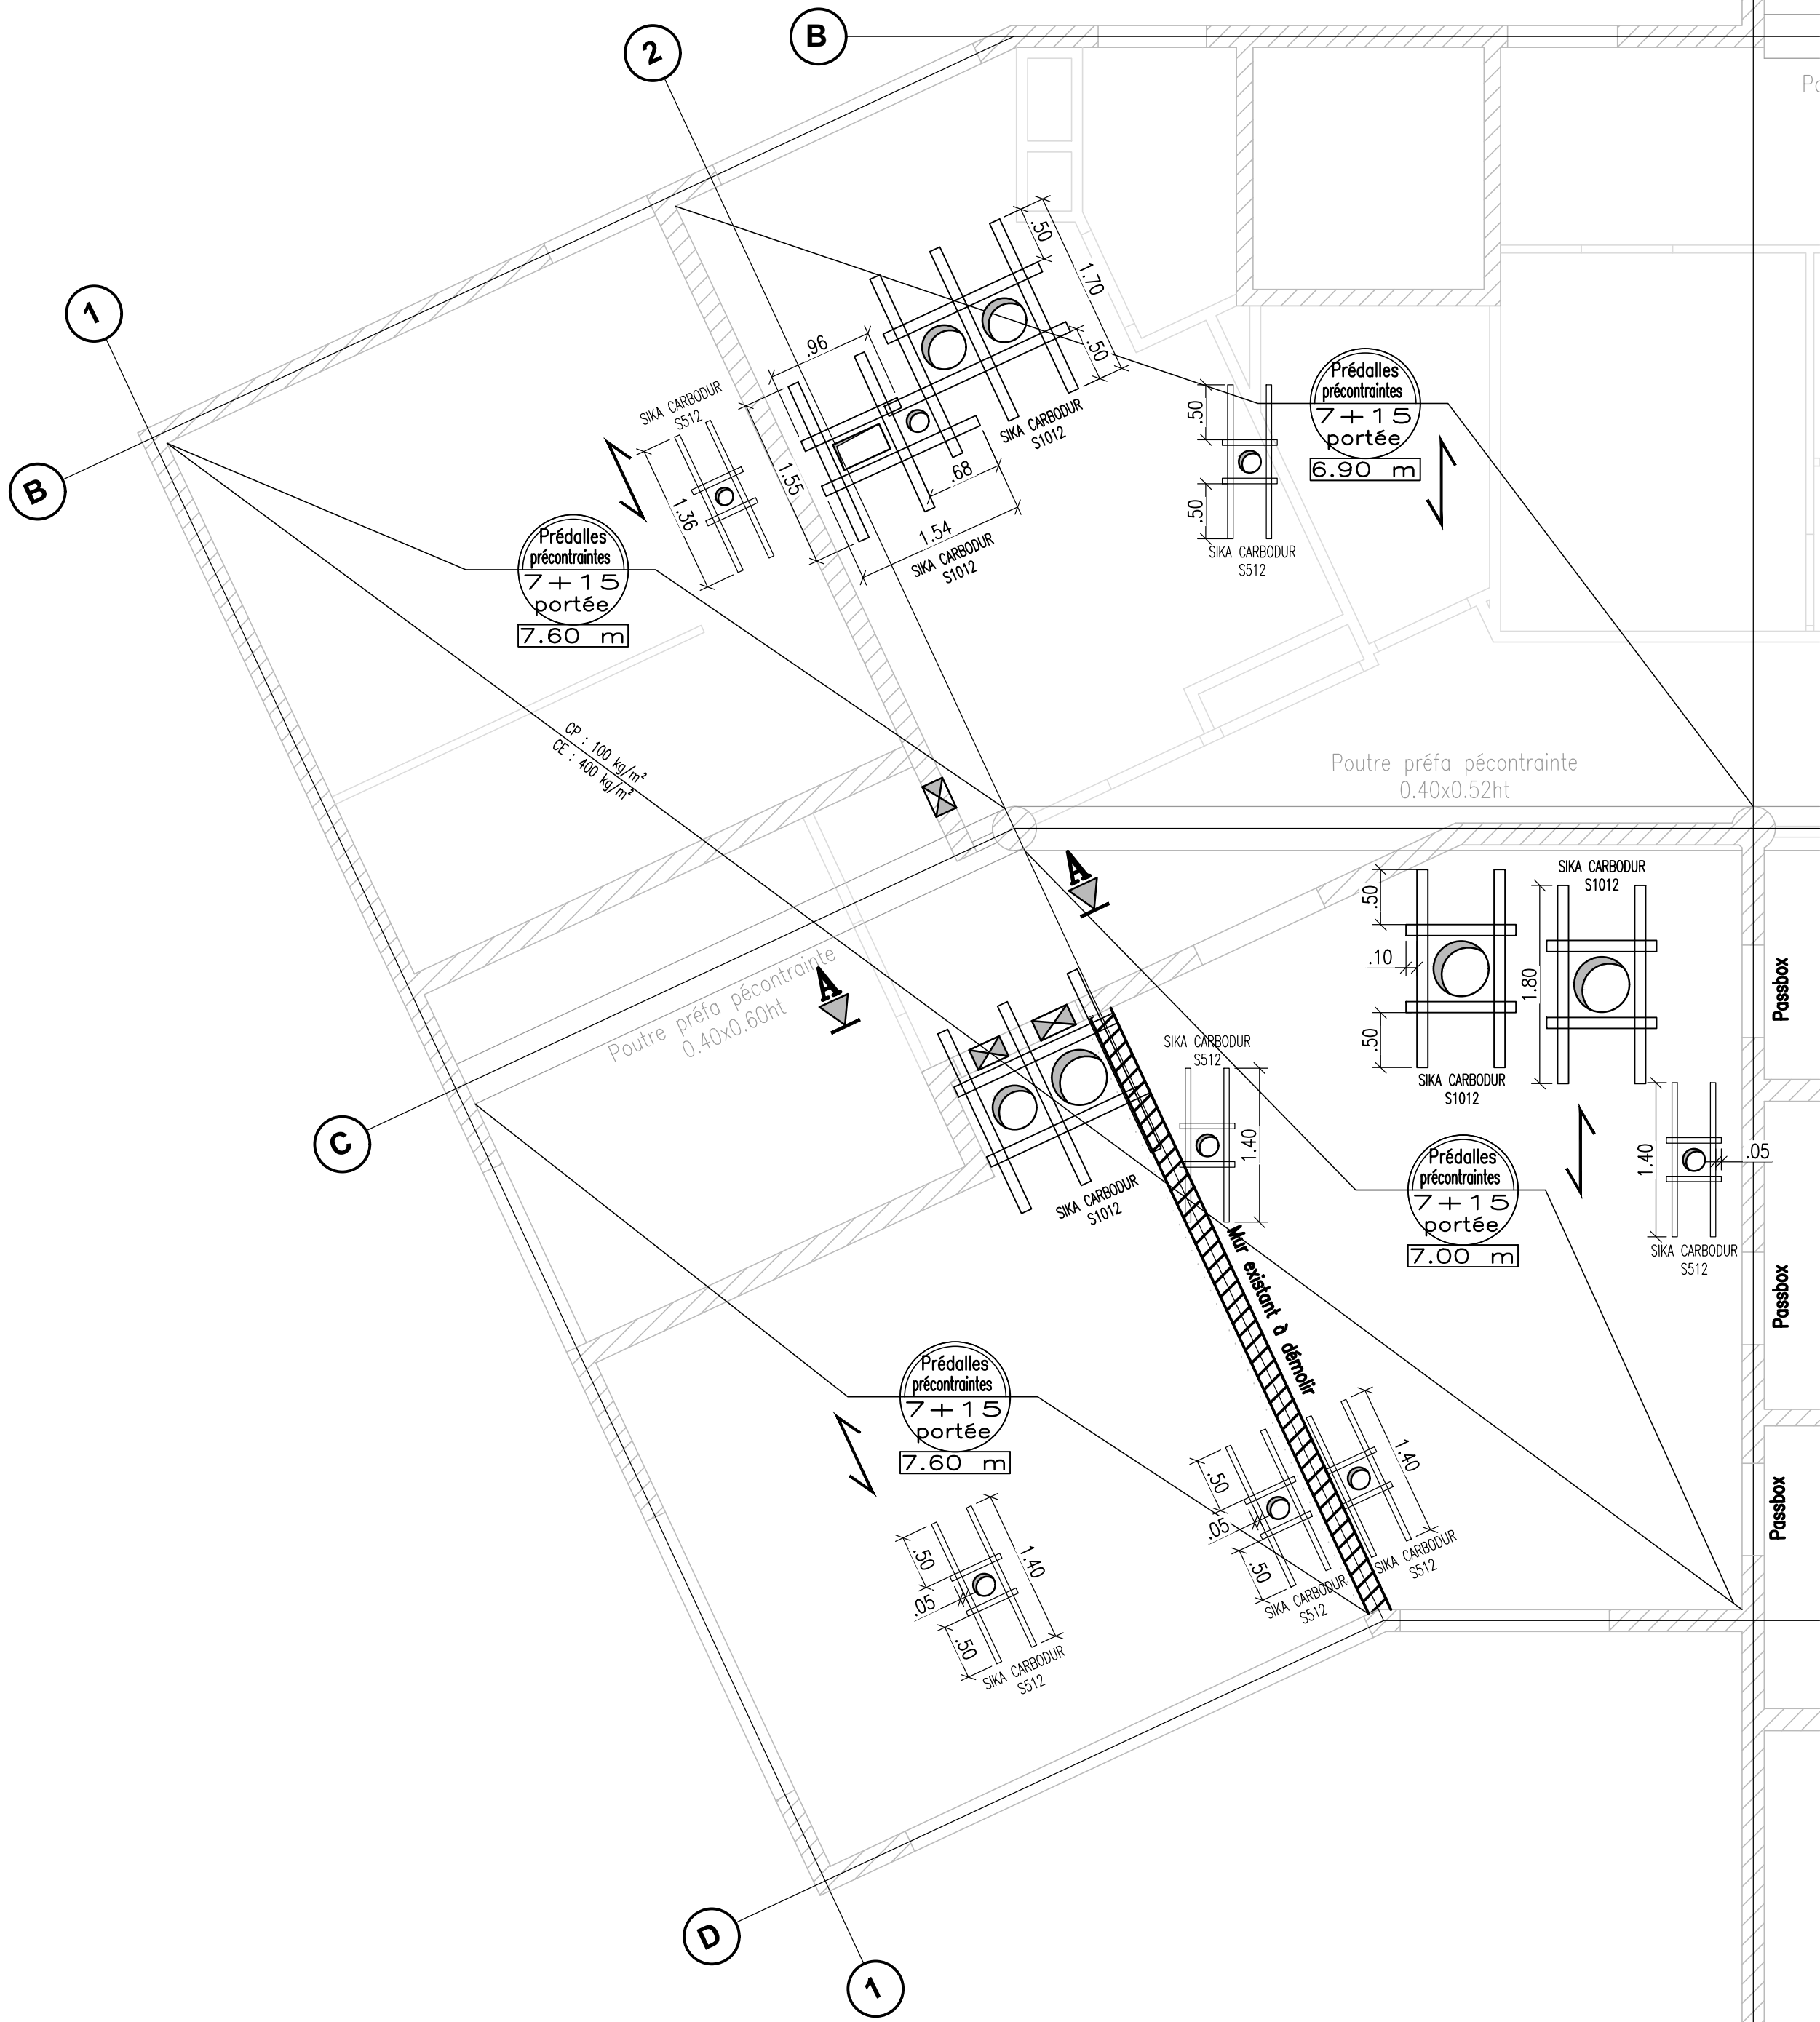 B
2
1
B
Po
.50
1.70
.50
.96
SIKA CARBODUR
S1012
SIKA CARBODUR
S512
1.36
1.55
.68
1.54
SIKA CARBODUR
S1012
.50
.50
SIKA CARBODUR
S512
Prédalles
précontraintes
7+15
portée
6.90 m
Prédalles
précontraintes
7+15
portée
7.60 m
CP : 100 kg/m²
CE : 400 kg/m²
Poutre préfa pécontrainte
0.40x0.52ht
A
A
Poutre préfa pécontrainte
0.40x0.60ht
C
SIKA CARBODUR
S1012
SIKA CARBODUR
S512
1.40
.50
.10
.50
SIKA CARBODUR
S1012
SIKA CARBODUR
S1012
1.80
Passbox
1.40
.05
SIKA CARBODUR
S512
Prédalles
précontraintes
7+15
portée
7.00 m
Passbox
Mur existant à démolir
Prédalles
précontraintes
7+15
portée
7.60 m
.50
.05
.50
SIKA CARBODUR
S512
1.40
SIKA CARBODUR
S512
Passbox
.50
.05
.50
1.40
SIKA CARBODUR
S512
D
1